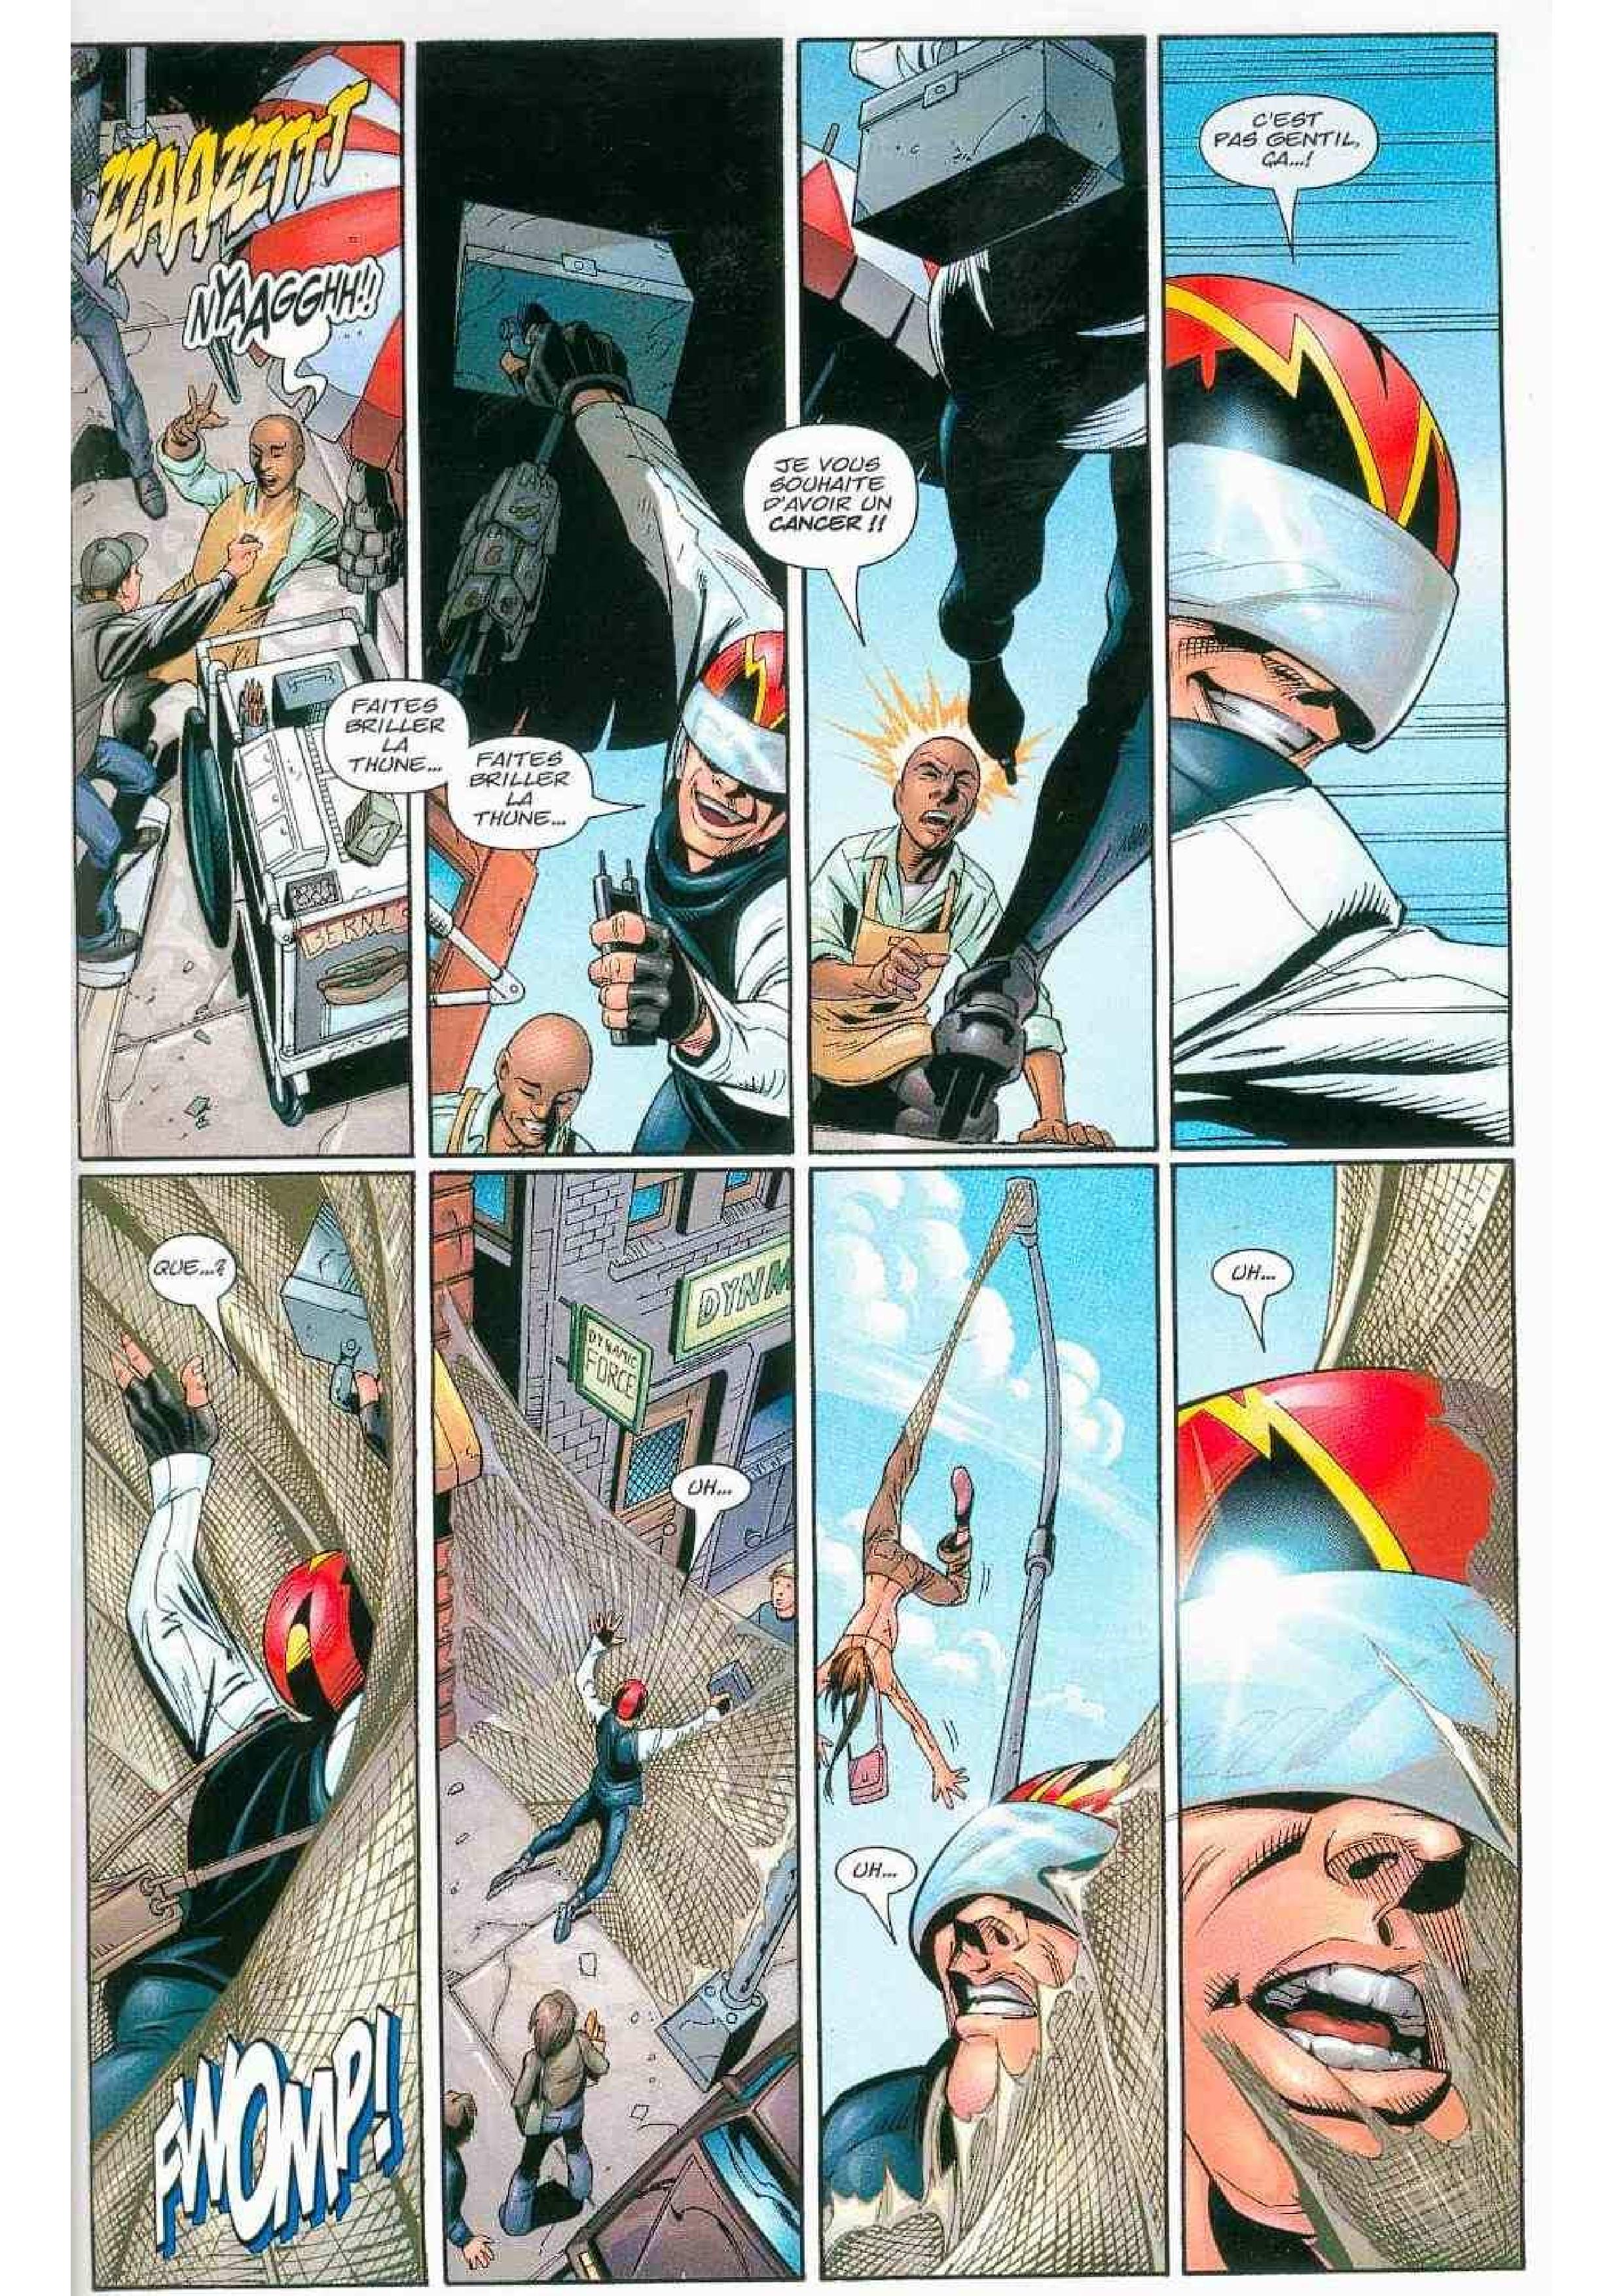 ZZAAZZTTT
NYAAGGHH!!
FAITES
BRILLER
LA
THUNE...
FAITES
BRILLER
LA
THUNE...
JE VOUS
SOUHAITE
D'AVOIR UN
CANCER !!
C'EST
PAS GENTIL,
ÇA...!
QUE...?
FWOMP!
DYNM
DYNAMIC
FORCE
UH...
UH...
UH...